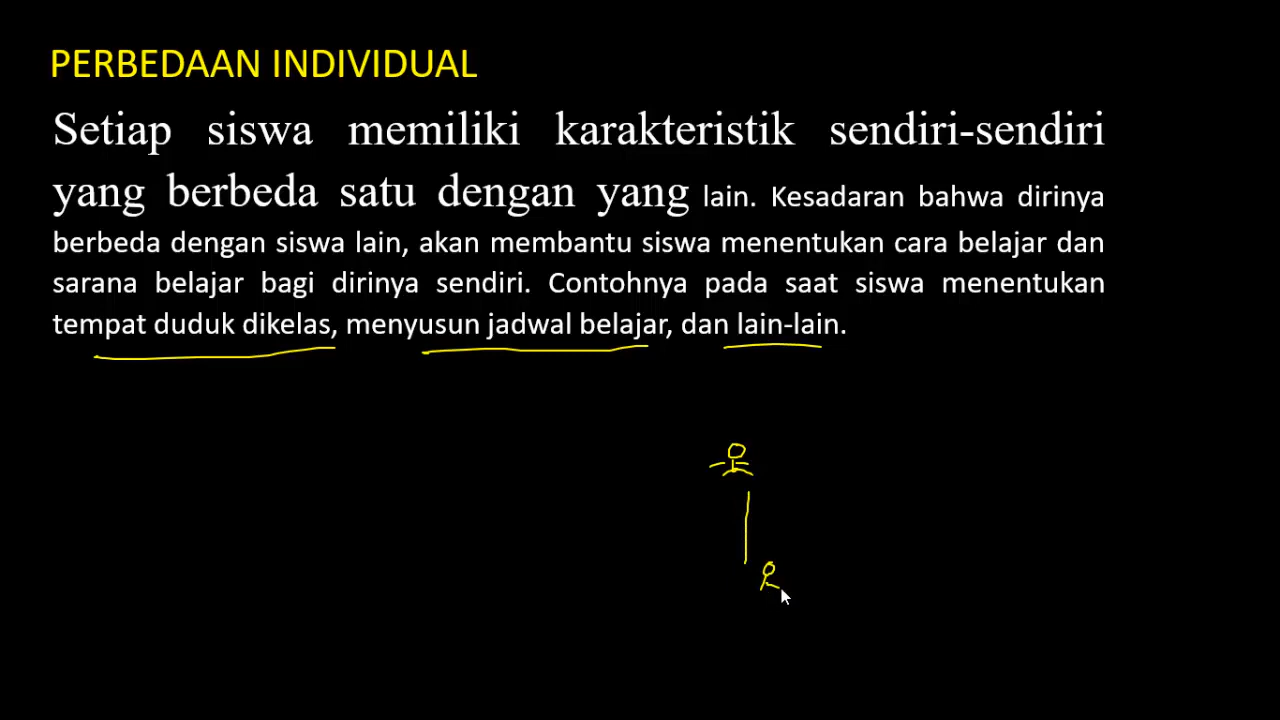 PERBEDAAN INDIVIDUAL
Setiap siswa memiliki karakteristik sendiri-sendiri
yang berbeda satu dengan yang lain. Kesadaran bahwa dirinya
berbeda dengan siswa lain, akan membantu siswa menentukan cara belajar dan
sarana belajar bagi dirinya sendiri. Contohnya pada saat siswa menentukan
tempat duduk dikelas, menyusun jadwal belajar, dan lain-lain.